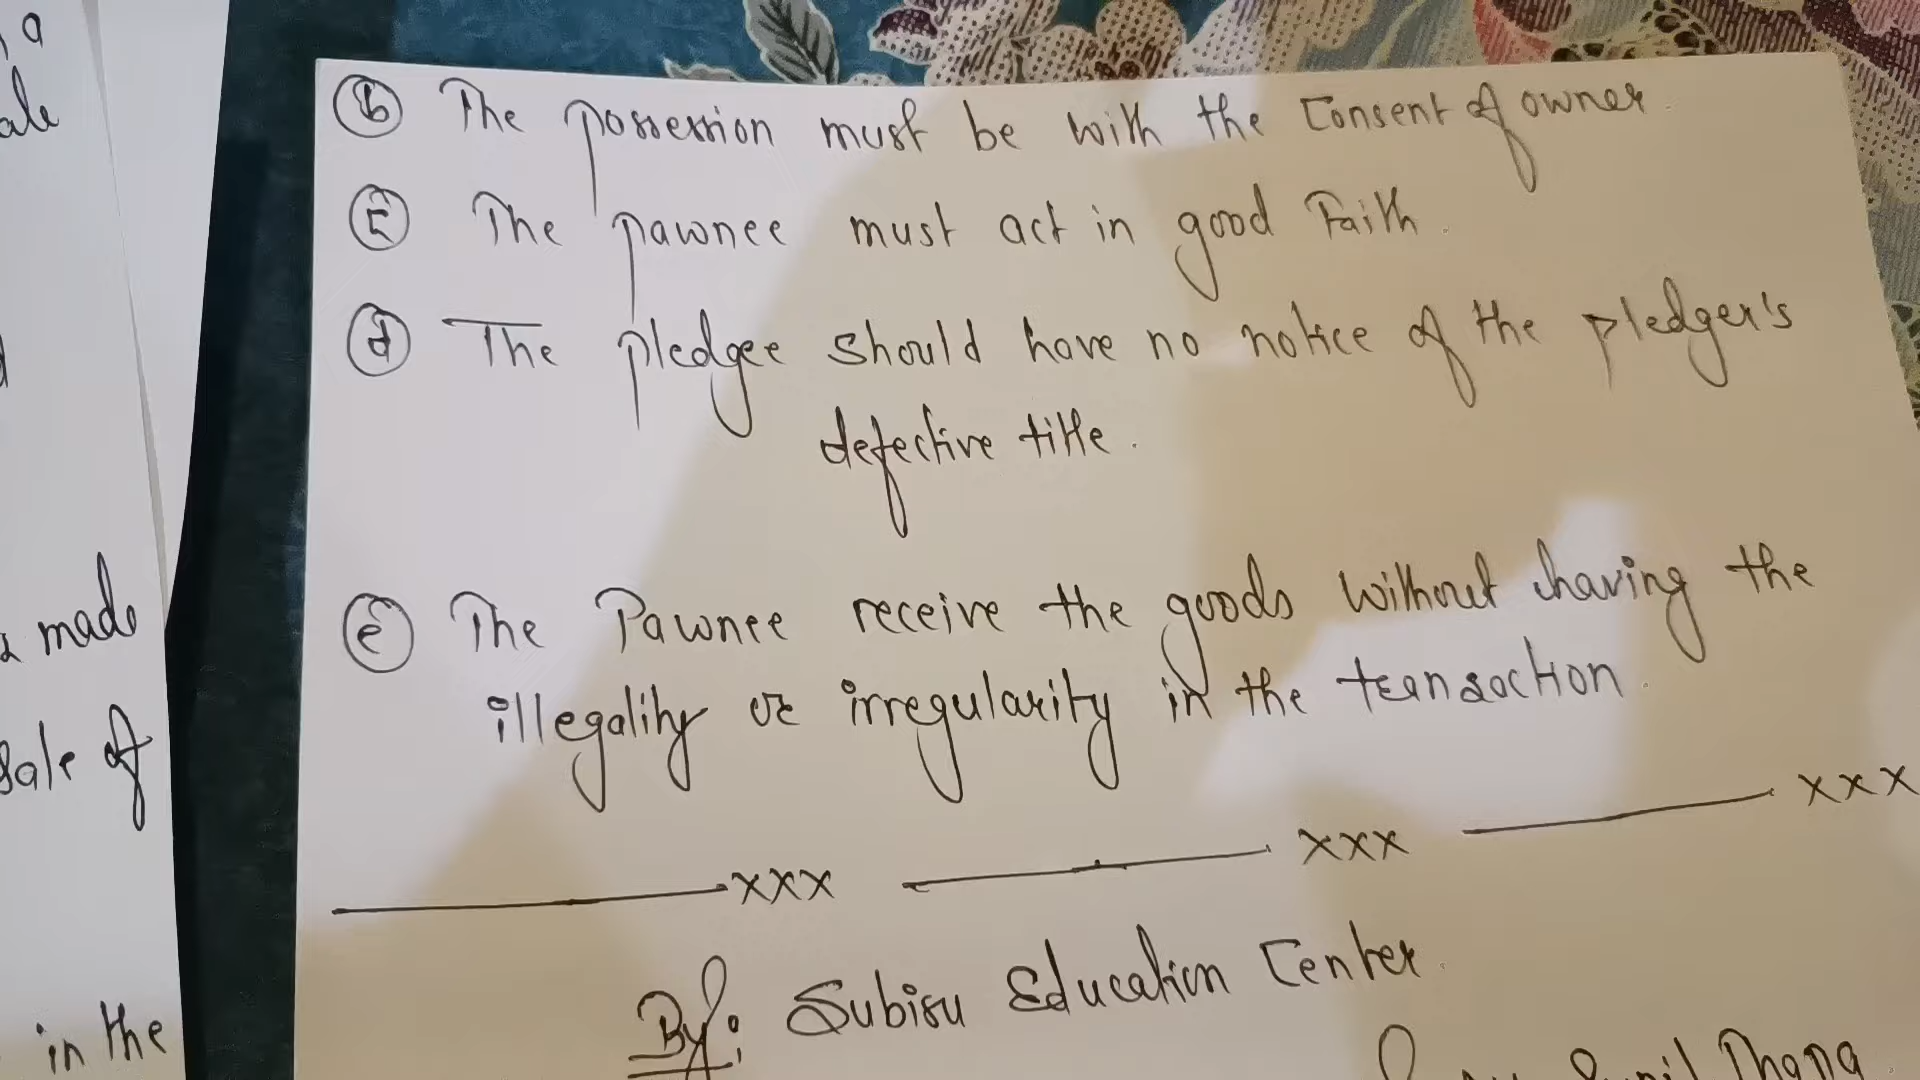 a
ale
made
sale of
in the
(b) The possession must be with the Consent of owner.
(c) The pawnee must act in good Faith.
(d) The pledgee should have no notice of the pledger's
defective title.
(e) The Pawnee receive the goods without having the
illegality or irregularity in the transaction.
xxx xxx xxx
By: Subisu Education Center